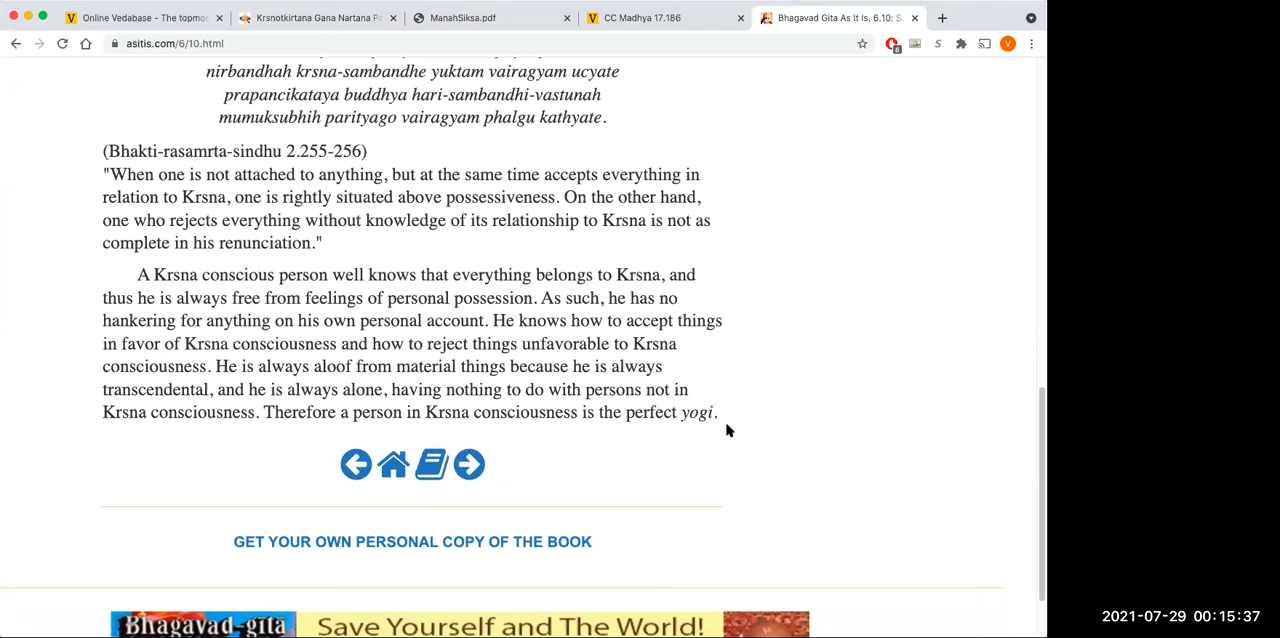 Online Vedabase - The topmos
Krsnotkirtana Gana Nartana Pa
ManahSiksa.pdf
CC Madhya 17.186
Bhagavad Gita As It Is, 6.10: Sa
asitis.com/6/10.html
6
S
V
nirbandhah krsna-sambandhe yuktam vairagyam ucyate
prapancikataya buddhya hari-sambandhi-vastunah
mumuksubhih parityago vairagyam phalgu kathyate.
(Bhakti-rasamrta-sindhu 2.255-256)
"When one is not attached to anything, but at the same time accepts everything in
relation to Krsna, one is rightly situated above possessiveness. On the other hand,
one who rejects everything without knowledge of its relationship to Krsna is not as
complete in his renunciation."
A Krsna conscious person well knows that everything belongs to Krsna, and
thus he is always free from feelings of personal possession. As such, he has no
hankering for anything on his own personal account. He knows how to accept things
in favor of Krsna consciousness and how to reject things unfavorable to Krsna
consciousness. He is always aloof from material things because he is always
transcendental, and he is always alone, having nothing to do with persons not in
Krsna consciousness. Therefore a person in Krsna consciousness is the perfect yogi.
GET YOUR OWN PERSONAL COPY OF THE BOOK
Bhagavad-gita
Save Yourself and The World!
2021-07-29 00:15:37